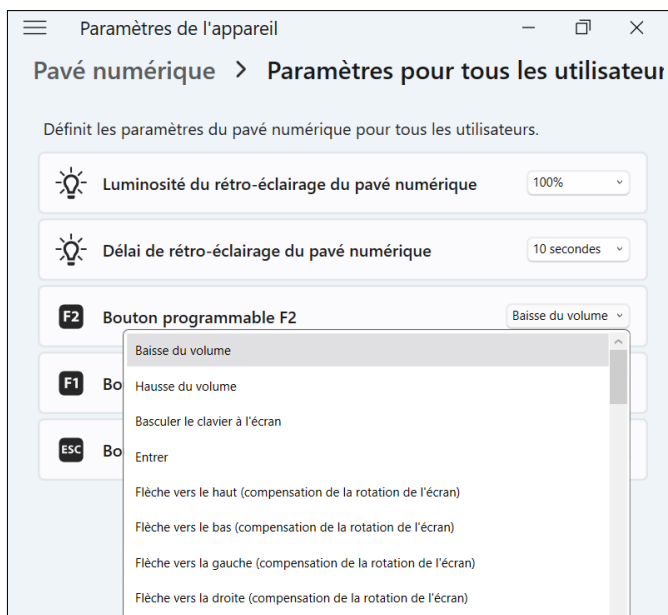 Paramètres de l'appareil
Pavé numérique > Paramètres pour tous les utilisateur
Définit les paramètres du pavé numérique pour tous les utilisateurs.
Luminosité du rétro-éclairage du pavé numérique 100%
Délai de rétro-éclairage du pavé numérique 10 secondes
F2 Bouton programmable F2 Baisse du volume
Baisse du volume
F1 Bo Hausse du volume
Basculer le clavier à l'écran
ESC Bo Entrer
Flèche vers le haut (compensation de la rotation de l'écran)
Flèche vers le bas (compensation de la rotation de l'écran)
Flèche vers la gauche (compensation de la rotation de l'écran)
Flèche vers la droite (compensation de la rotation de l'écran)